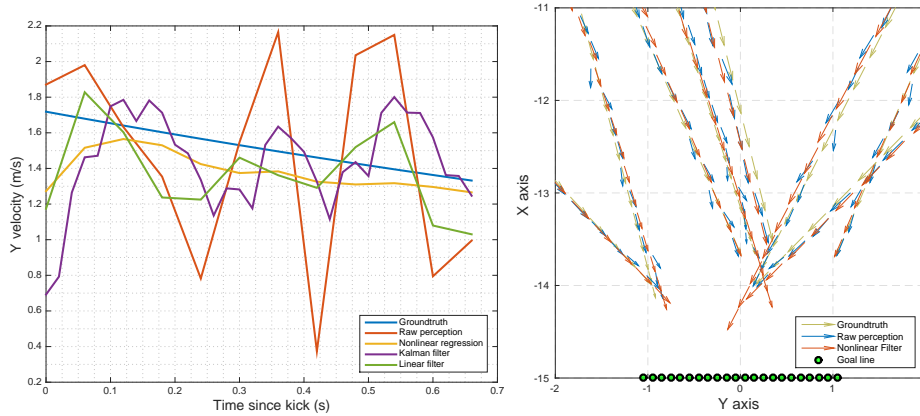 2.2
2
1.8
1.6
1.4
1.2
1
0.8
0.6
0.4
0.2
Y velocity (m/s)
0
0.1
0.2
0.3
0.4
0.5
0.6
0.7
Time since kick (s)
Groundtruth
Raw perception
Nonlinear regression
Kalman filter
Linear filter
-11
-12
-13
-14
-15
X axis
-2
-1
0
1
Y axis
Groundtruth
Raw perception
Nonlinear Filter
Goal line